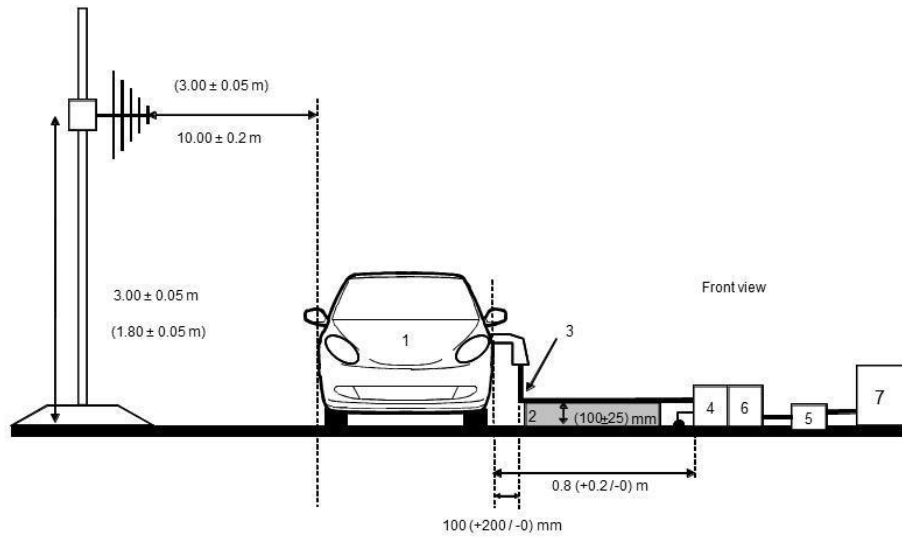 (3.00 ± 0.05 m)
10.00 ± 0.2 m
3.00 ± 0.05 m
(1.80 ± 0.05 m)
Front view
1
3
2
(100±25) mm
4
6
5
7
0.8 (+0.2 /-0) m
100 (+200 / -0) mm